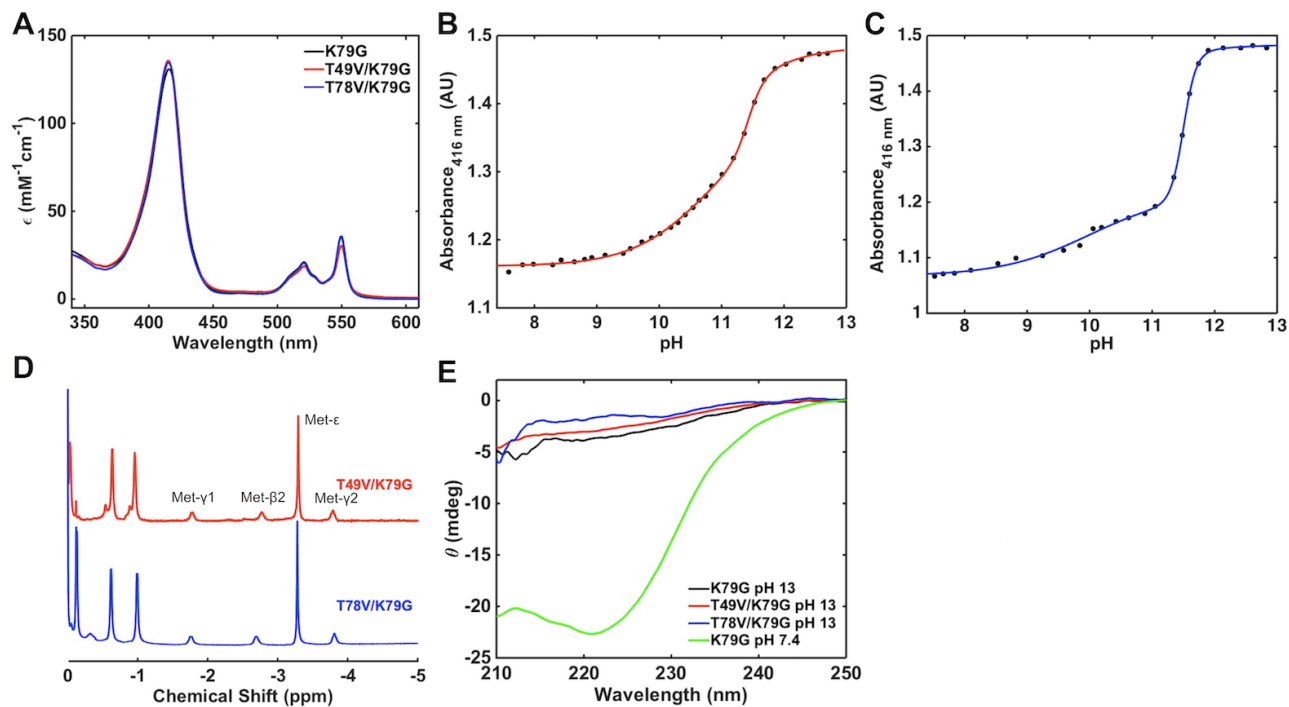 A
150
100
50
0
ϵ (mM⁻¹cm⁻¹)
K79G
T49V/K79G
T78V/K79G
350 400 450 500 550 600
Wavelength (nm)
B
1.5
1.4
1.3
1.2
1.1
Absorbance416 nm (AU)
8 9 10 11 12 13
pH
C
1.5
1.4
1.3
1.2
1.1
1
Absorbance416 nm (AU)
8 9 10 11 12 13
pH
D
Met-ε
T49V/K79G
Met-γ1 Met-β2 Met-γ2
T78V/K79G
0 -1 -2 -3 -4 -5
Chemical Shift (ppm)
E
0
-5
-10
-15
-20
-25
θ (mdeg)
K79G pH 13
T49V/K79G pH 13
T78V/K79G pH 13
K79G pH 7.4
210 220 230 240 250
Wavelength (nm)